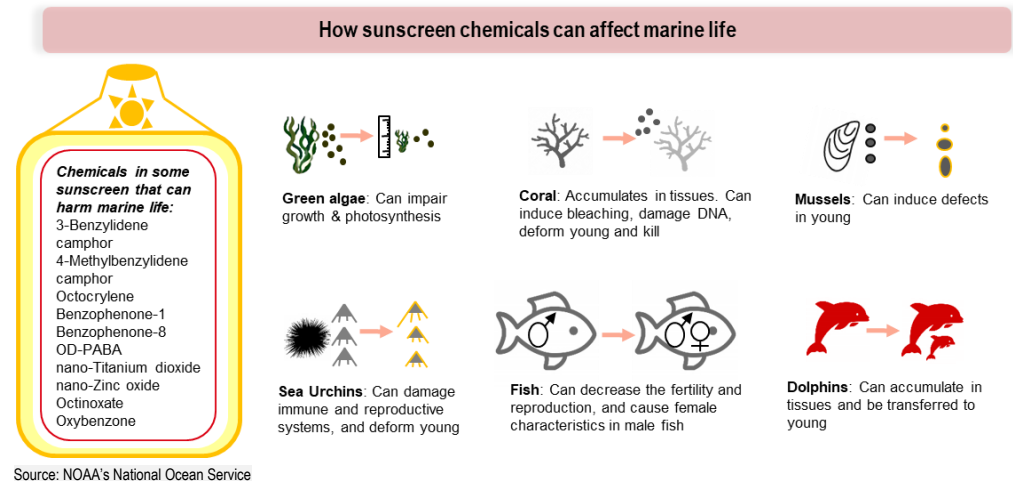 How sunscreen chemicals can affect marine life
Chemicals in some
sunscreen that can
harm marine life:
3-Benzylidene
camphor
4-Methylbenzylidene
camphor
Octocrylene
Benzophenone-1
Benzophenone-8
OD-PABA
nano-Titanium dioxide
nano-Zinc oxide
Octinoxate
Oxybenzone
Green algae: Can impair
growth & photosynthesis
Coral: Accumulates in tissues. Can
induce bleaching, damage DNA,
deform young and kill
Mussels: Can induce defects
in young
Sea Urchins: Can damage
immune and reproductive
systems, and deform young
Fish: Can decrease the fertility and
reproduction, and cause female
characteristics in male fish
Dolphins: Can accumulate in
tissues and be transferred to
young
Source: NOAA's National Ocean Service